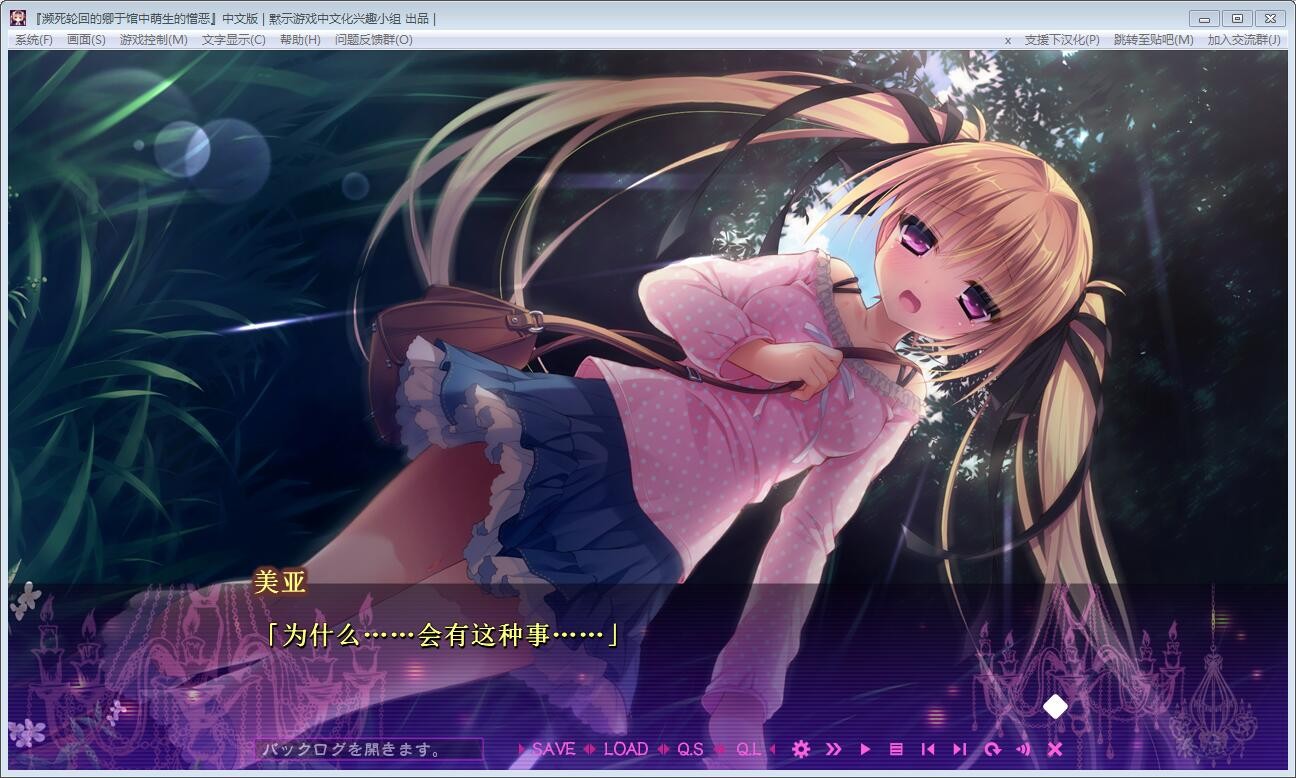 『濒死轮回的卿于馆中萌生的憎恶』中文版 | 黙示游戏中文化兴趣小组 出品 |
系统(F) 画面(S) 游戏控制(M) 文字显示(C) 帮助(H) 问题反馈群(O) x 支援下汉化(P) 跳转至贴吧(M) 加入交流群(J)
美亚
「为什么……会有这种事……」
バックログを開きます。 SAVE LOAD Q.S Q.L